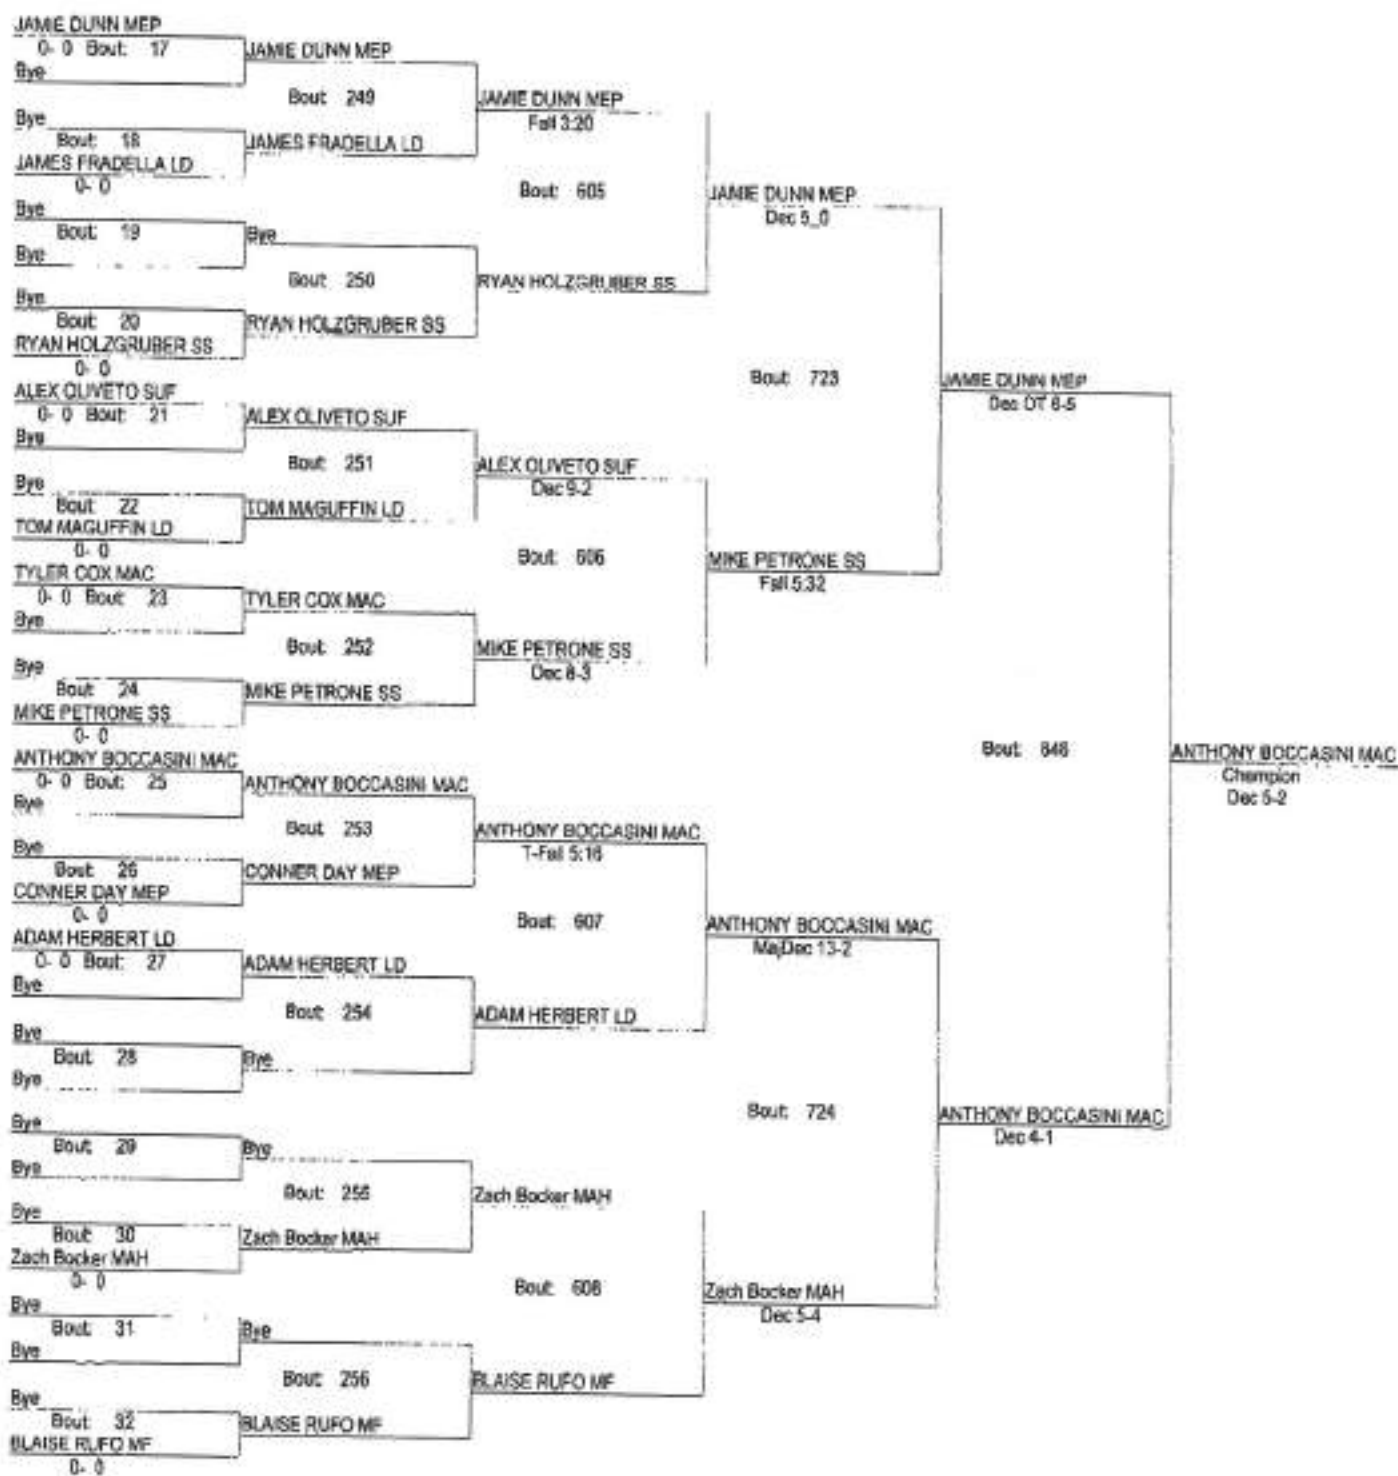 JAMIE DUNN MEP
0- 0 Bout: 17
Bye
JAMIE DUNN MEP
Bout: 249
Bye
Bout: 18
JAMES FRADELLA LD
0- 0
JAMES FRADELLA LD
JAMIE DUNN MEP
Fall 3:20
Bout: 605
Bye
Bout: 19
Bye
Bye
Bout: 250
Bye
Bout: 20
RYAN HOLZGRUBER SS
0- 0
RYAN HOLZGRUBER SS
RYAN HOLZGRUBER SS
JAMIE DUNN MEP
Dec 5_0
Bout: 723
ALEX OLIVETO SUF
0- 0 Bout: 21
Bye
ALEX OLIVETO SUF
Bout: 251
Bye
Bout: 22
TOM MAGUFFIN LD
0- 0
TOM MAGUFFIN LD
ALEX OLIVETO SUF
Dec 9-2
Bout: 606
TYLER COX MAC
0- 0 Bout: 23
Bye
TYLER COX MAC
Bout: 252
Bye
Bout: 24
MIKE PETRONE SS
0- 0
MIKE PETRONE SS
MIKE PETRONE SS
Dec 8-3
MIKE PETRONE SS
Fall 5:32
JAMIE DUNN MEP
Dec OT 6-5
Bout: 846
ANTHONY BOCCASINI MAC
Champion
Dec 5-2
ANTHONY BOCCASINI MAC
0- 0 Bout: 25
Bye
ANTHONY BOCCASINI MAC
Bout: 253
Bye
Bout: 26
CONNER DAY MEP
0- 0
CONNER DAY MEP
ANTHONY BOCCASINI MAC
T-Fall 5:16
Bout: 607
ADAM HERBERT LD
0- 0 Bout: 27
Bye
ADAM HERBERT LD
Bout: 254
Bye
Bout: 28
Bye
Bye
ADAM HERBERT LD
ANTHONY BOCCASINI MAC
MajDec 13-2
Bout: 724
ANTHONY BOCCASINI MAC
Dec 4-1
Bye
Bout: 29
Bye
Bye
Bout: 255
Bye
Bout: 30
Zach Bocker MAH
0- 0
Zach Bocker MAH
Zach Bocker MAH
Bout: 608
Zach Bocker MAH
Dec 5-4
Bye
Bout: 31
Bye
Bye
Bout: 256
Bye
Bout: 32
BLAISE RUFO MF
0- 0
BLAISE RUFO MF
BLAISE RUFO MF